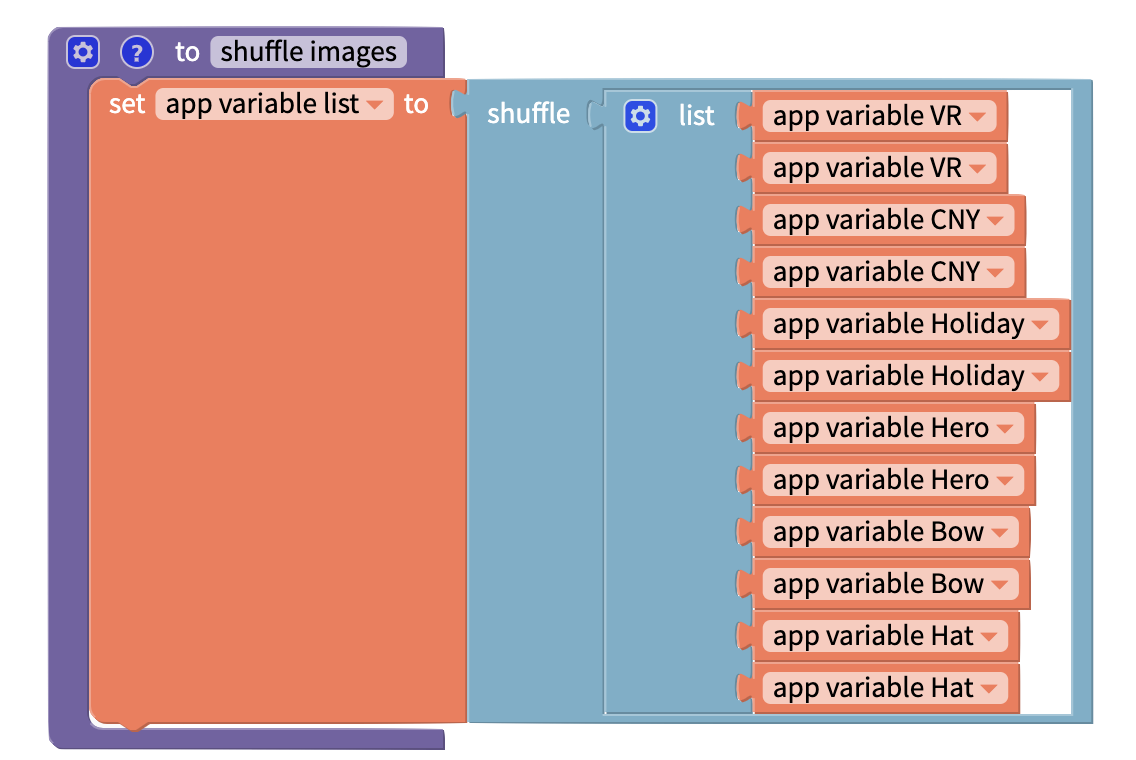 ? to shuffle images
set app variable list to shuffle list app variable VR
app variable VR
app variable CNY
app variable CNY
app variable Holiday
app variable Holiday
app variable Hero
app variable Hero
app variable Bow
app variable Bow
app variable Hat
app variable Hat